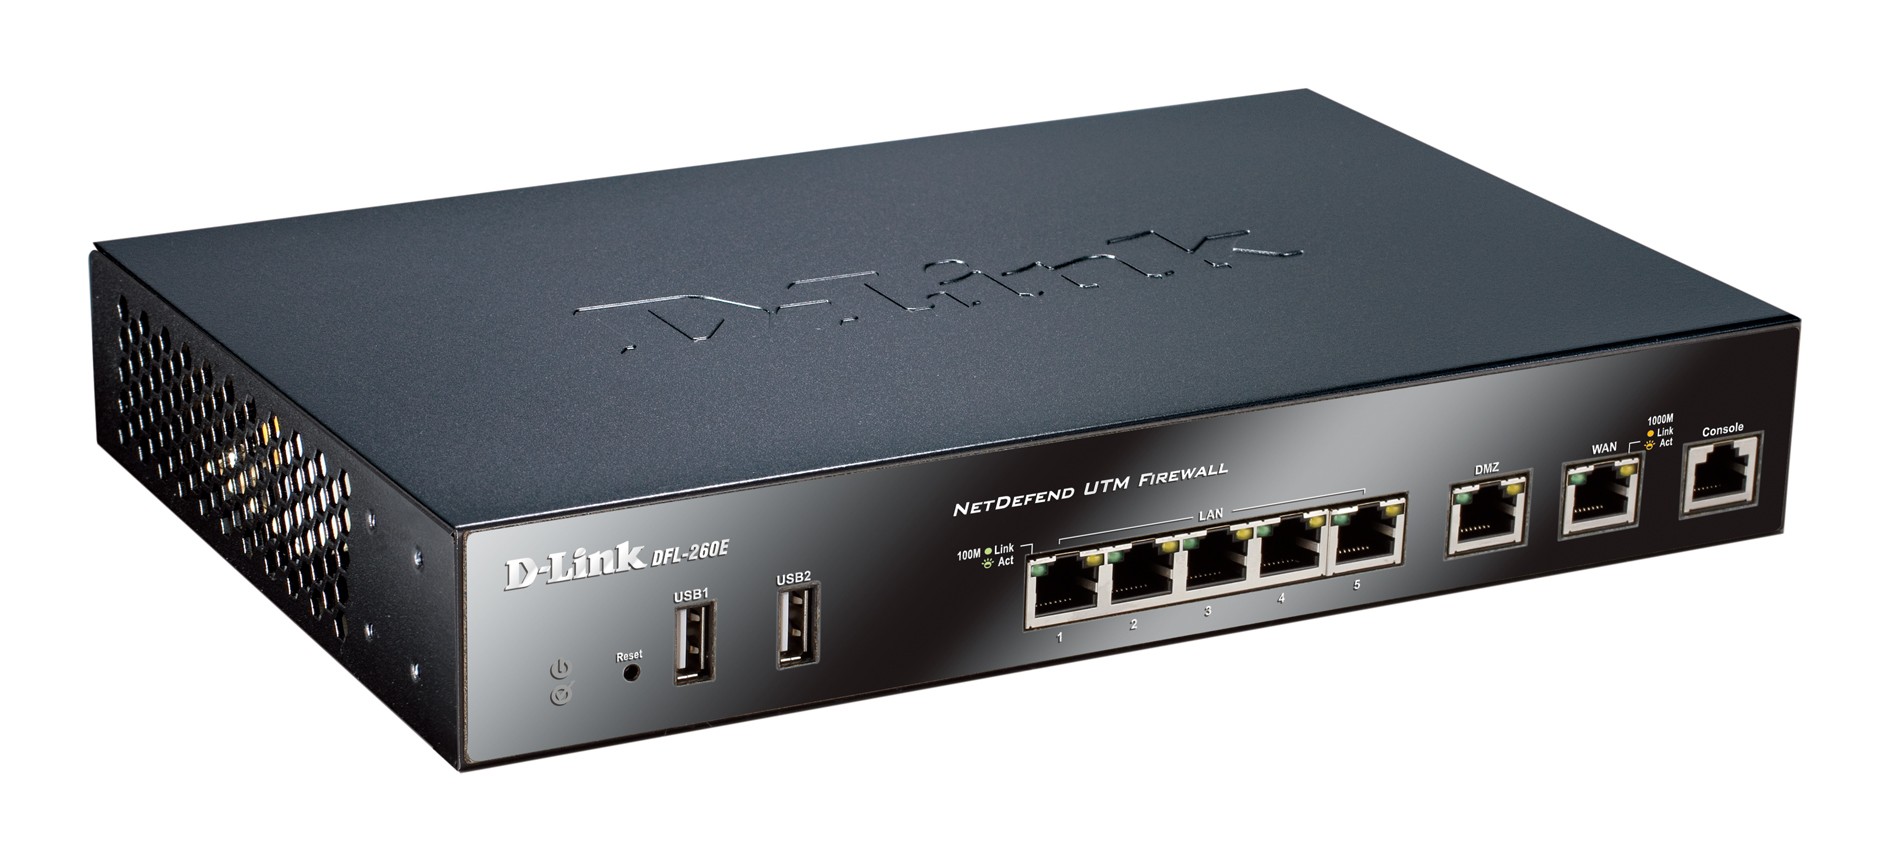 D-Link
NETDEFEND UTM FIREWALL
D-Link DFL-260E
USB1
USB2
Reset
100M Link
Act
LAN
1
2
3
4
5
DMZ
WAN
1000M
Link
Act
Console